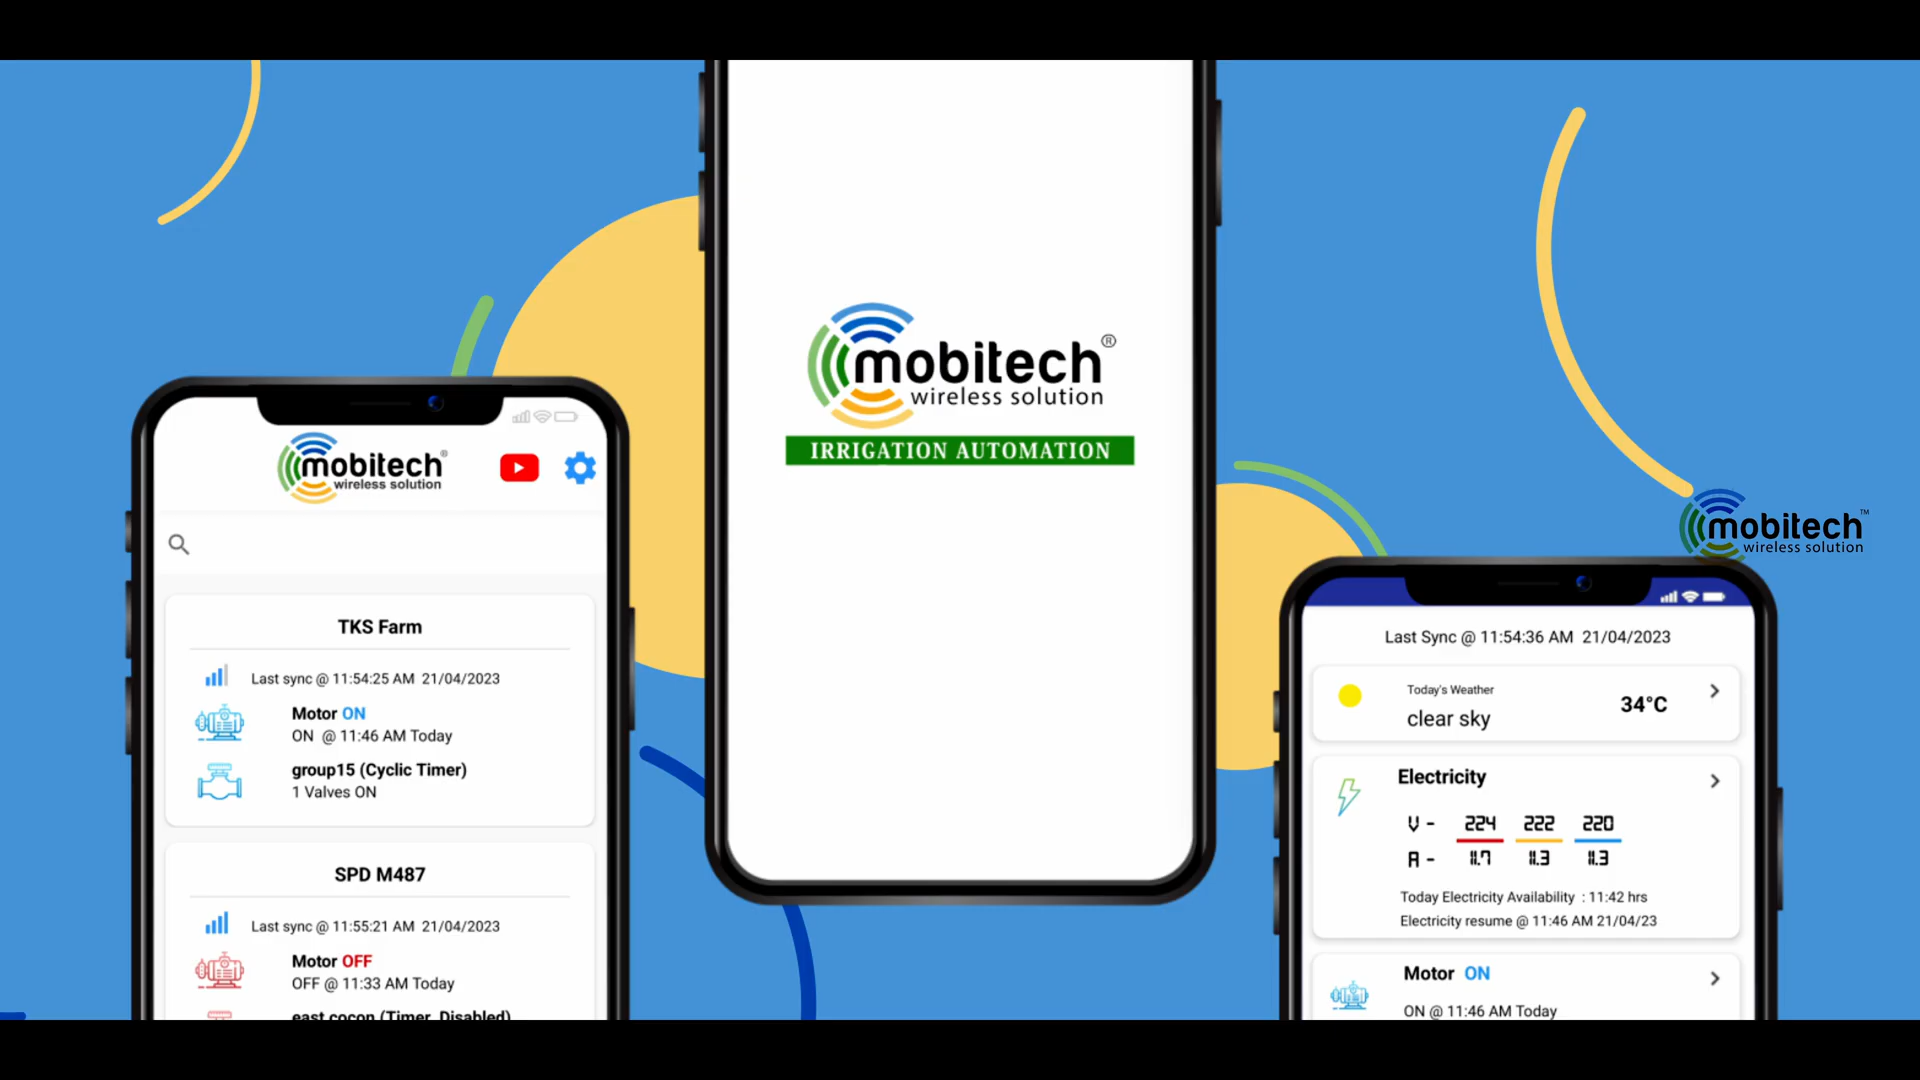 mobitech®
wireless solution
IRRIGATION AUTOMATION
mobitech®
wireless solution
TKS Farm
Last sync @ 11:54:25 AM 21/04/2023
Motor ON
ON @ 11:46 AM Today
group15 (Cyclic Timer)
1 Valves ON
SPD M487
Last sync @ 11:55:21 AM 21/04/2023
Motor OFF
OFF @ 11:33 AM Today
east cocon (Timer, Disabled)
mobitech™
wireless solution
Last Sync @ 11:54:36 AM 21/04/2023
Today's Weather
clear sky
34°C
Electricity
V - 224 222 220
A - 11.7 11.3 11.3
Today Electricity Availability : 11:42 hrs
Electricity resume @ 11:46 AM 21/04/23
Motor ON
ON @ 11:46 AM Today